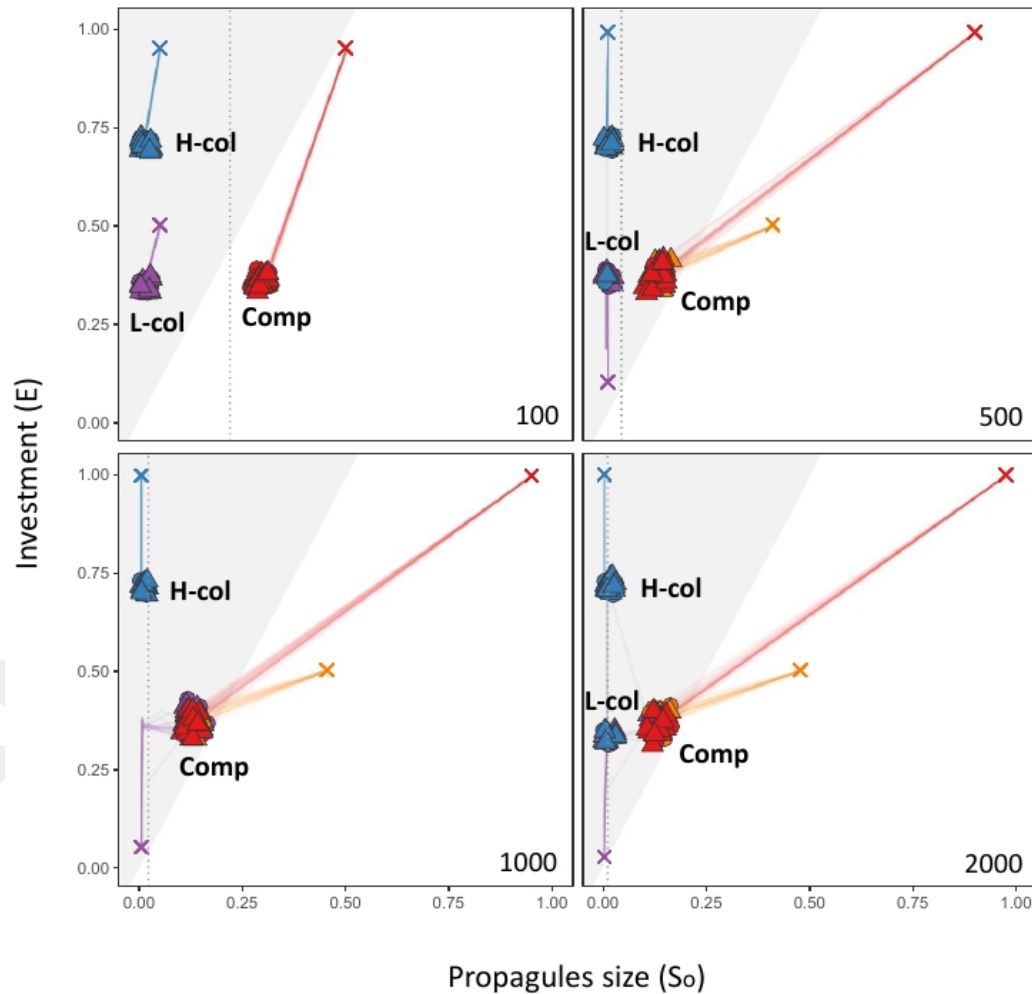 1.00
0.75
0.50
0.25
0.00
H-col
L-col
Comp
100
H-col
L-col
Comp
500
Investment (E)
1.00
0.75
0.50
0.25
0.00
H-col
Comp
1000
H-col
L-col
Comp
2000
0.00 0.25 0.50 0.75 1.00
0.00 0.25 0.50 0.75 1.00
Propagules size (So)